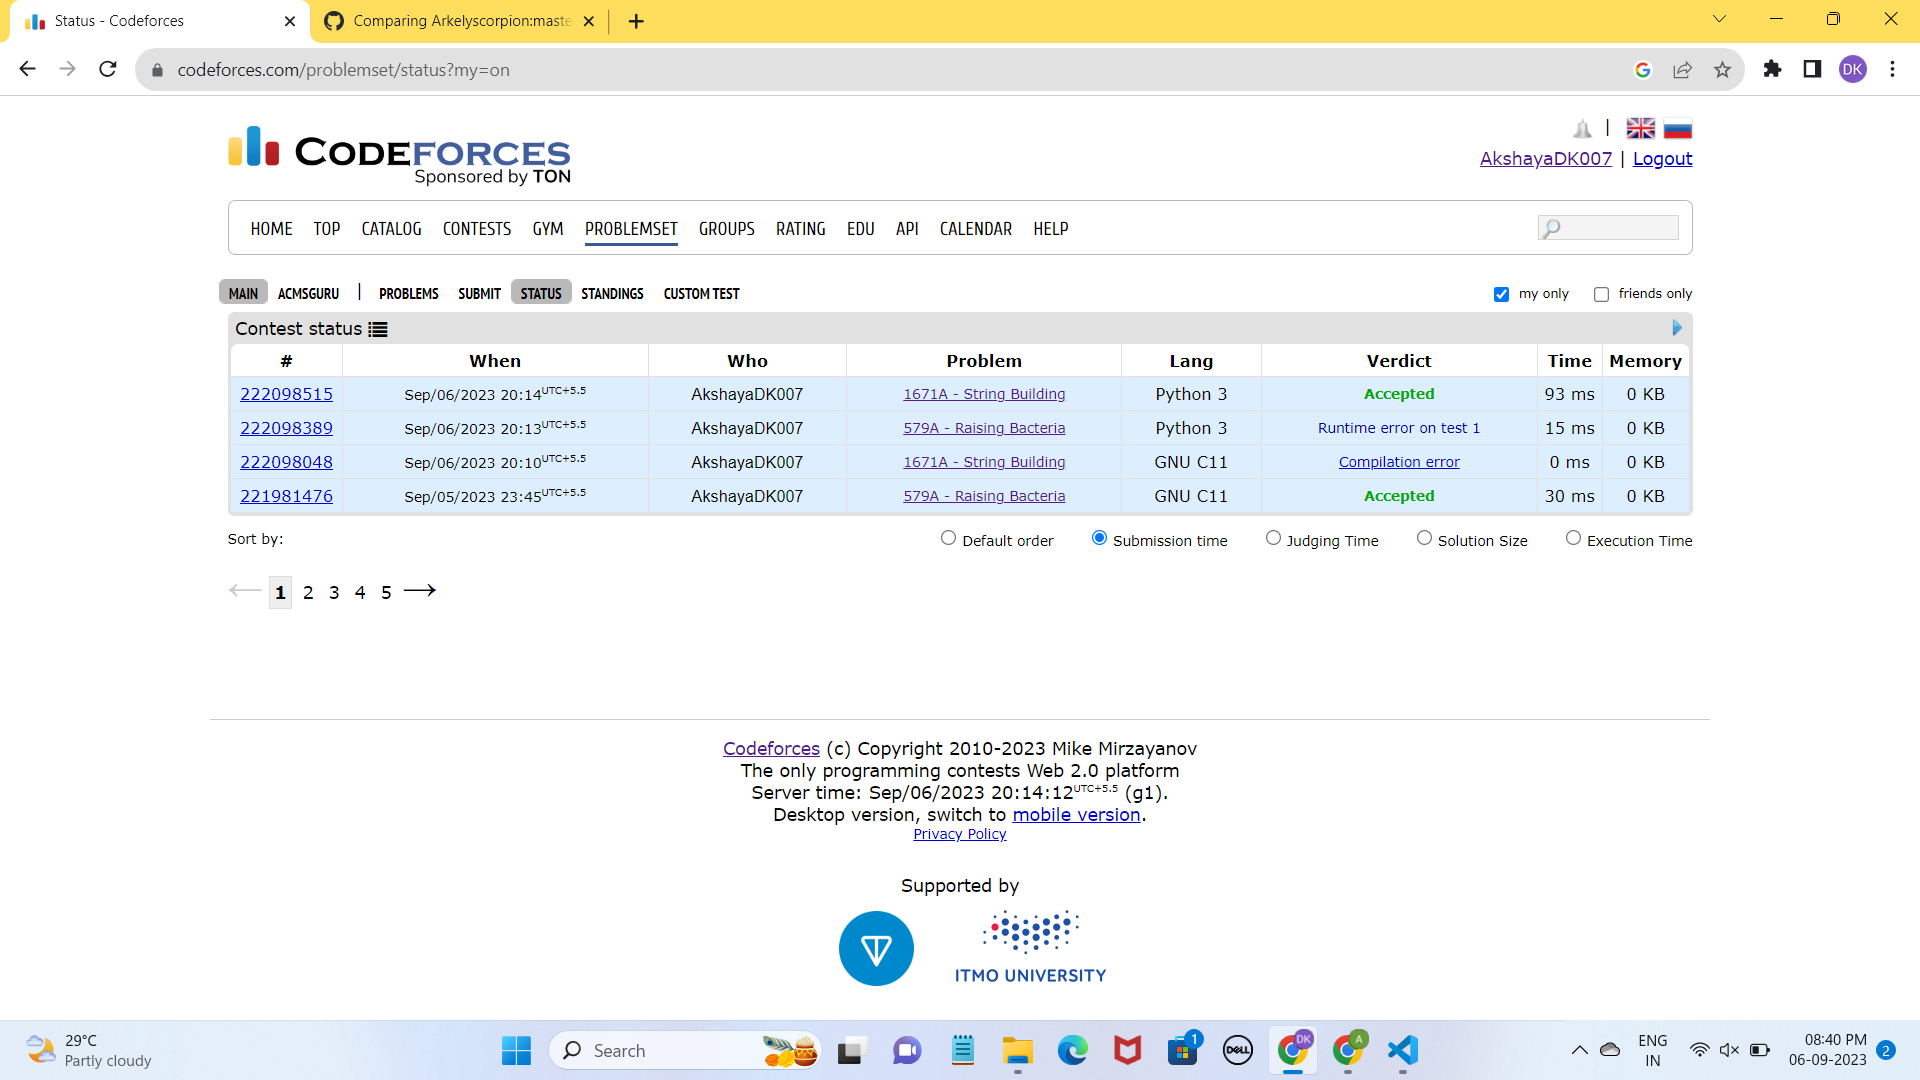 Status - Codeforces
Comparing Arkelyscorpion:maste
codeforces.com/problemset/status?my=on
DK
CODEFORCES
Sponsored by TON
|
AkshayaDK007 | Logout
HOME TOP CATALOG CONTESTS GYM PROBLEMSET GROUPS RATING EDU API CALENDAR HELP
MAIN ACMSGURU | PROBLEMS SUBMIT STATUS STANDINGS CUSTOM TEST
my only friends only
Contest status
# When Who Problem Lang Verdict Time Memory
222098515 Sep/06/2023 20:14UTC+5.5 AkshayaDK007 1671A - String Building Python 3 Accepted 93 ms 0 KB
222098389 Sep/06/2023 20:13UTC+5.5 AkshayaDK007 579A - Raising Bacteria Python 3 Runtime error on test 1 15 ms 0 KB
222098048 Sep/06/2023 20:10UTC+5.5 AkshayaDK007 1671A - String Building GNU C11 Compilation error 0 ms 0 KB
221981476 Sep/05/2023 23:45UTC+5.5 AkshayaDK007 579A - Raising Bacteria GNU C11 Accepted 30 ms 0 KB
Sort by: Default order Submission time Judging Time Solution Size Execution Time
← 1 2 3 4 5 →
Codeforces (c) Copyright 2010-2023 Mike Mirzayanov
The only programming contests Web 2.0 platform
Server time: Sep/06/2023 20:14:12UTC+5.5 (g1).
Desktop version, switch to mobile version.
Privacy Policy
Supported by
ITMO UNIVERSITY
29°C
Partly cloudy
Search
1
DELL
DK
A
ENG
IN
08:40 PM
06-09-2023
2